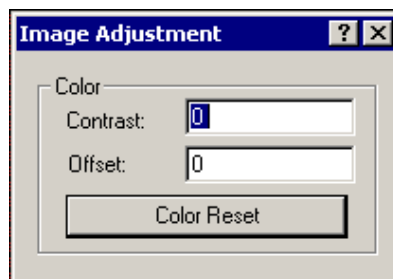 Image Adjustment ? X
Color
Contrast: 0
Offset: 0
Color Reset